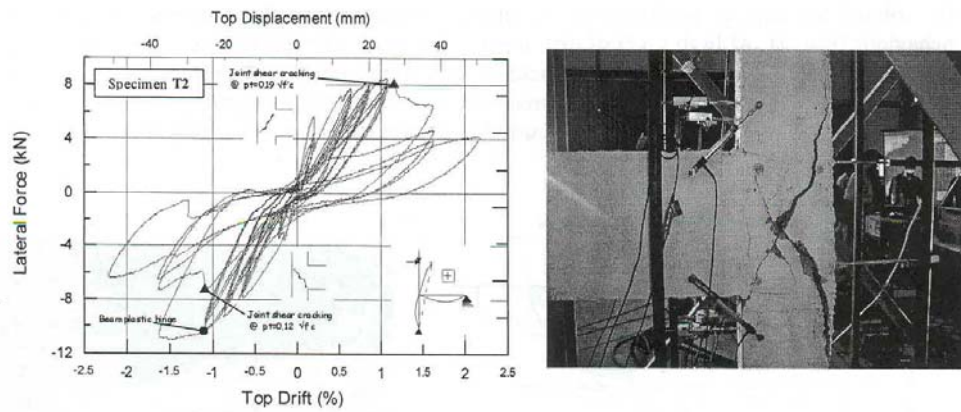 Top Displacement (mm)
-40 -20 0 20 40
Lateral Force (kN)
12
8
4
0
-4
-8
-12
Specimen T2
Joint shear cracking
@ pt=0.19 √f'c
Beam plastic hinge
Joint shear cracking
@ pt=0.12 √f'c
-2.5 -2 -1.5 -1 -0.5 0 0.5 1 1.5 2 2.5
Top Drift (%)